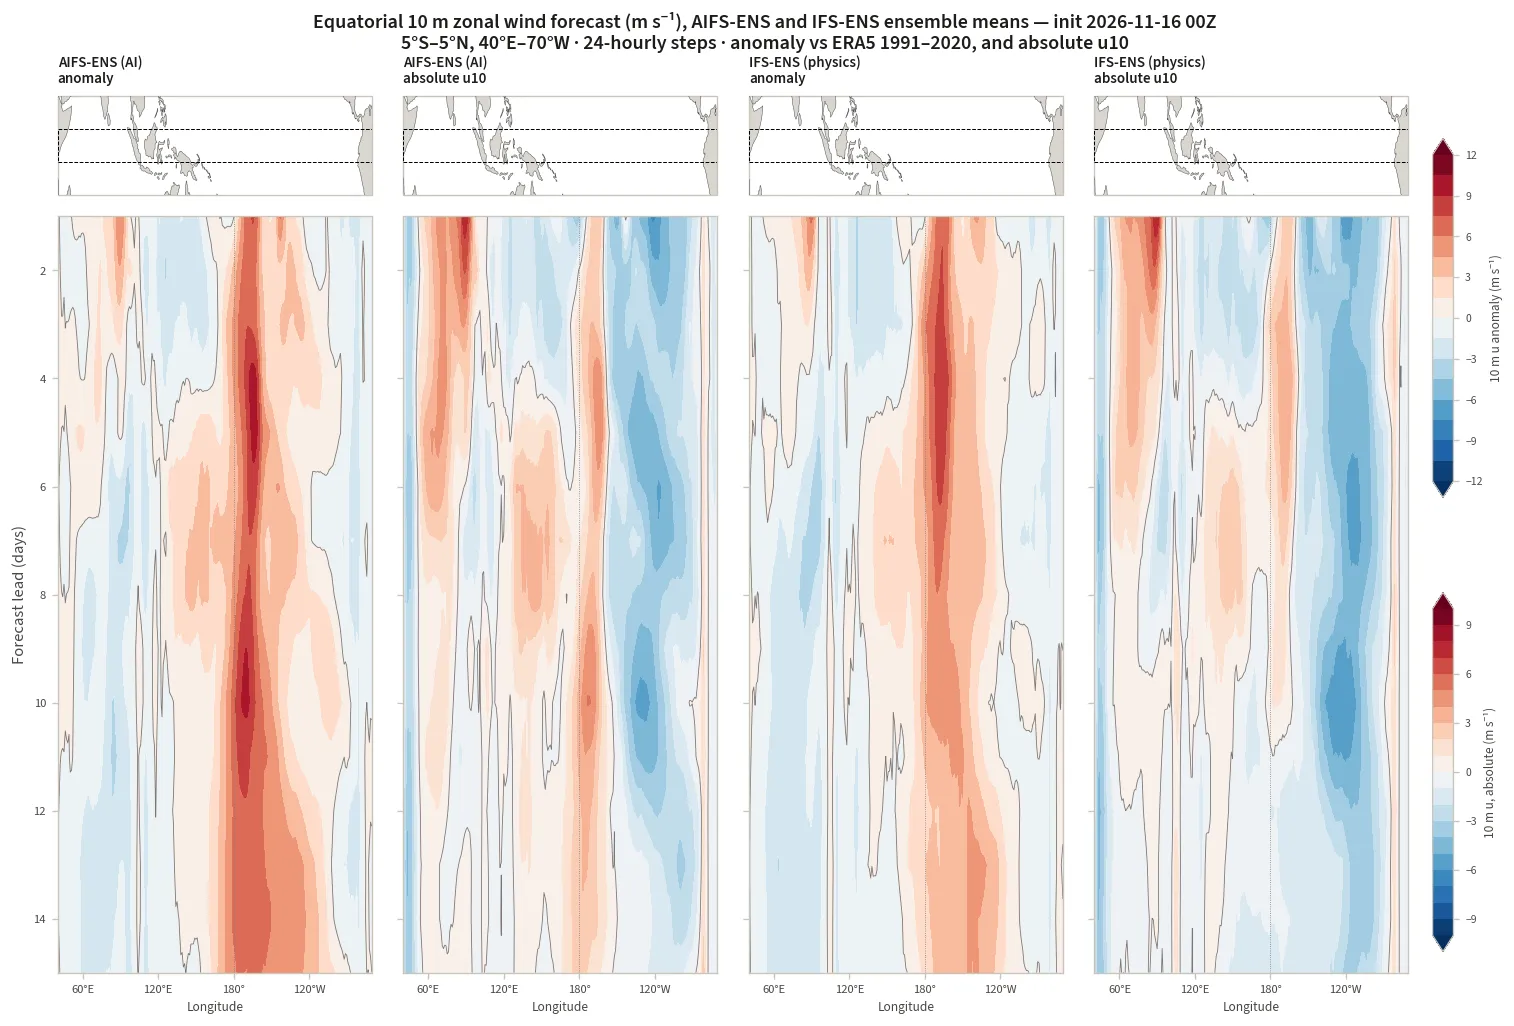 Equatorial 10 m zonal wind forecast (m s⁻¹), AIFS-ENS and IFS-ENS ensemble means — init 2026-11-16 00Z
5°S–5°N, 40°E–70°W · 24-hourly steps · anomaly vs ERA5 1991–2020, and absolute u10
AIFS-ENS (AI)
anomaly
AIFS-ENS (AI)
absolute u10
IFS-ENS (physics)
anomaly
IFS-ENS (physics)
absolute u10
Forecast lead (days)
2
4
6
8
10
12
14
60°E 120°E 180° 120°W
60°E 120°E 180° 120°W
60°E 120°E 180° 120°W
60°E 120°E 180° 120°W
Longitude
Longitude
Longitude
Longitude
12
9
6
3
0
−3
−6
−9
−12
10 m u anomaly (m s⁻¹)
9
6
3
0
−3
−6
−9
10 m u, absolute (m s⁻¹)